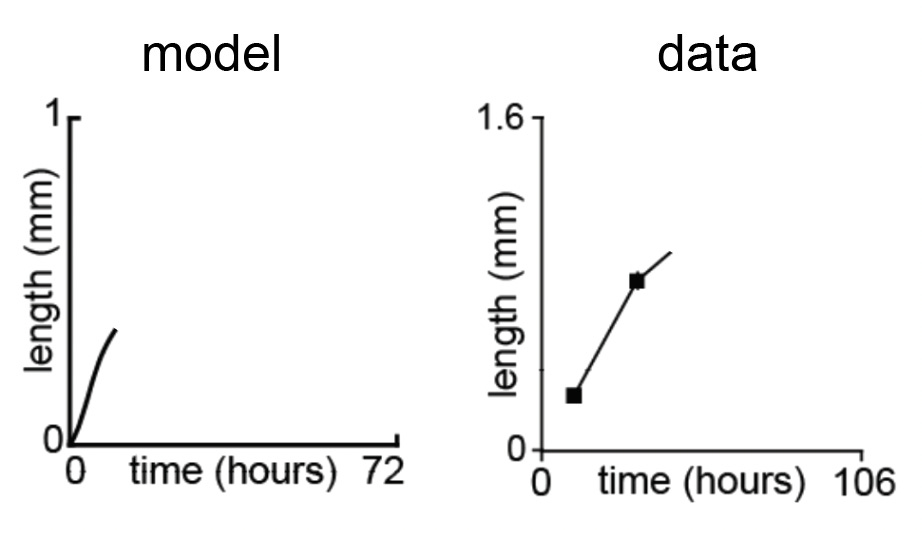 model
1
length (mm)
0
0 time (hours) 72
data
1.6
length (mm)
0
0 time (hours) 106